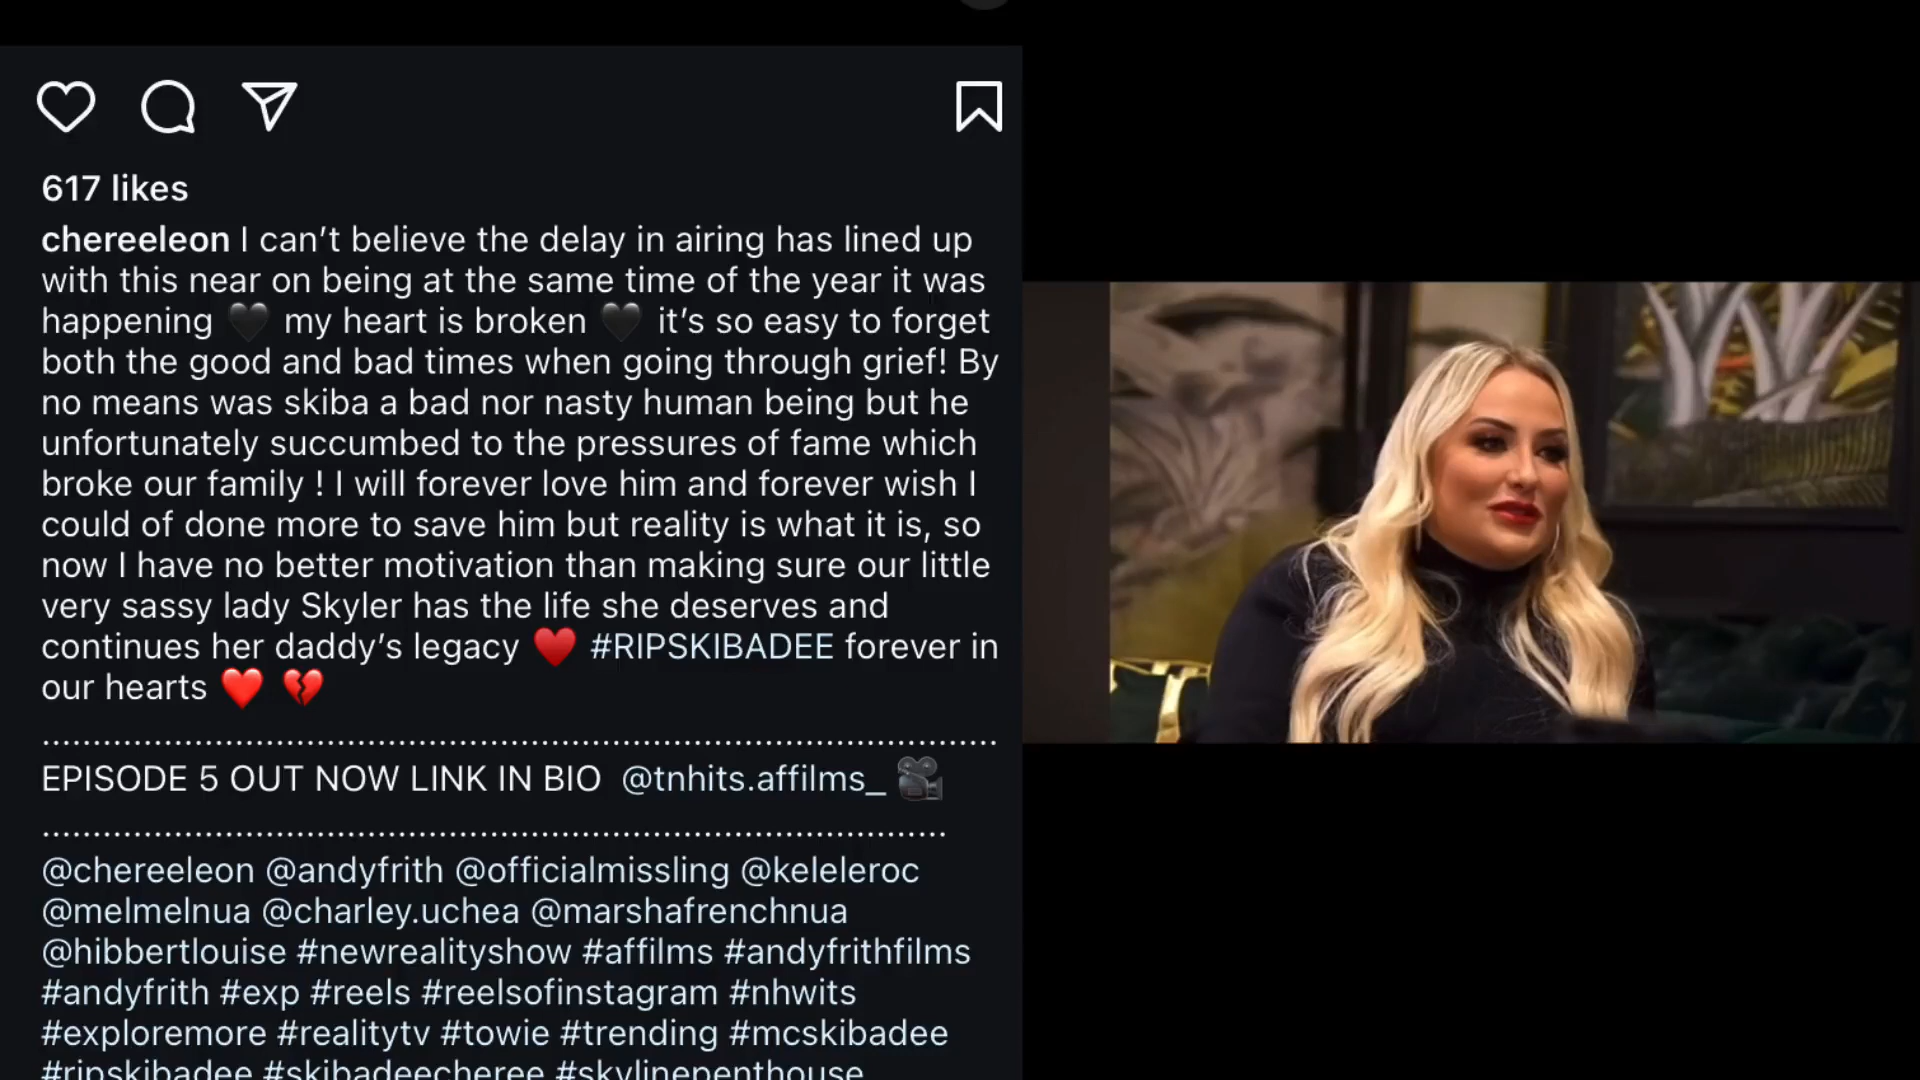 617 likes
chereeleon I can’t believe the delay in airing has lined up
with this near on being at the same time of the year it was
happening 🖤 my heart is broken 🖤 it’s so easy to forget
both the good and bad times when going through grief! By
no means was skiba a bad nor nasty human being but he
unfortunately succumbed to the pressures of fame which
broke our family ! I will forever love him and forever wish I
could of done more to save him but reality is what it is, so
now I have no better motivation than making sure our little
very sassy lady Skyler has the life she deserves and
continues her daddy’s legacy ♥️ #RIPSKIBADEE forever in
our hearts ❤️ 💔
................................................................................................
EPISODE 5 OUT NOW LINK IN BIO @tnhits.affilms_ 🎥
...........................................................................................
@chereeleon @andyfrith @officialmissling @keleleroc
@melmelnua @charley.uchea @marshafrenchnua
@hibbertlouise #newrealityshow #affilms #andyfrithfilms
#andyfrith #exp #reels #reelsofinstagram #nhwits
#exploremore #realitytv #towie #trending #mcskibadee
#ripskibadee #skibadeecheree #skylinepenthouse